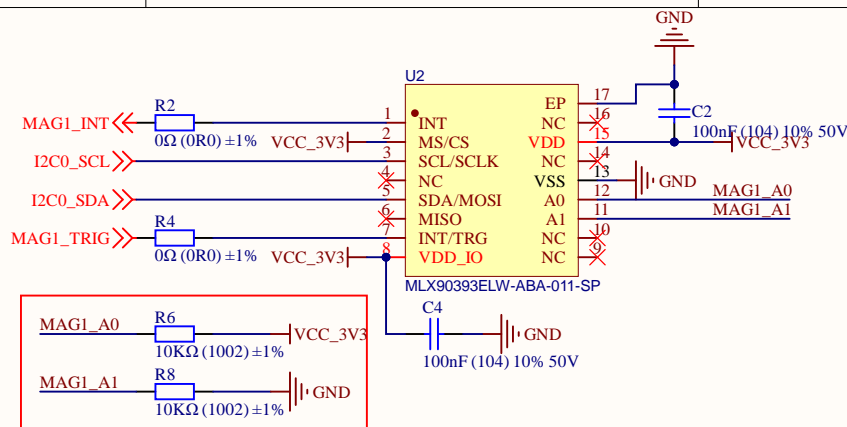 GND
U2
C2
100nF (104) 10% 50V
VCC_3V3
MAG1_INT
R2
0Ω (0R0) ±1%
VCC_3V3
I2C0_SCL
I2C0_SDA
MAG1_TRIG
R4
0Ω (0R0) ±1%
VCC_3V3
1
2
3
4
5
6
7
8
INT
MS/CS
SCL/SCLK
NC
SDA/MOSI
MISO
INT/TRG
VDD_IO
EP
NC
VDD
NC
VSS
A0
A1
NC
NC
17
16
15
14
13
12
11
10
9
GND
MAG1_A0
MAG1_A1
MLX90393ELW-ABA-011-SP
C4
GND
100nF (104) 10% 50V
MAG1_A0
R6
VCC_3V3
10KΩ (1002) ±1%
MAG1_A1
R8
GND
10KΩ (1002) ±1%